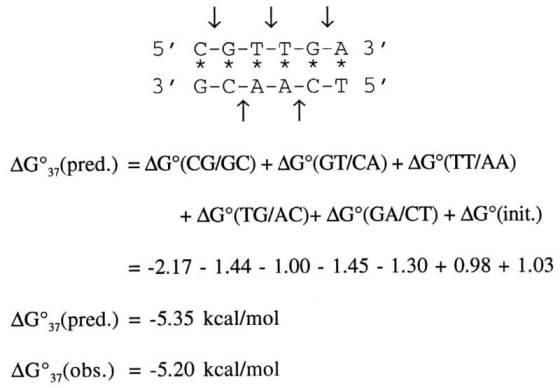 ↓ ↓ ↓
5′ C-G-T-T-G-A 3′
* * * * * *
3′ G-C-A-A-C-T 5′
↑ ↑
ΔG°37(pred.) = ΔG°(CG/GC) + ΔG°(GT/CA) + ΔG°(TT/AA)
+ ΔG°(TG/AC)+ ΔG°(GA/CT) + ΔG°(init.)
= -2.17 - 1.44 - 1.00 - 1.45 - 1.30 + 0.98 + 1.03
ΔG°37(pred.) = -5.35 kcal/mol
ΔG°37(obs.) = -5.20 kcal/mol